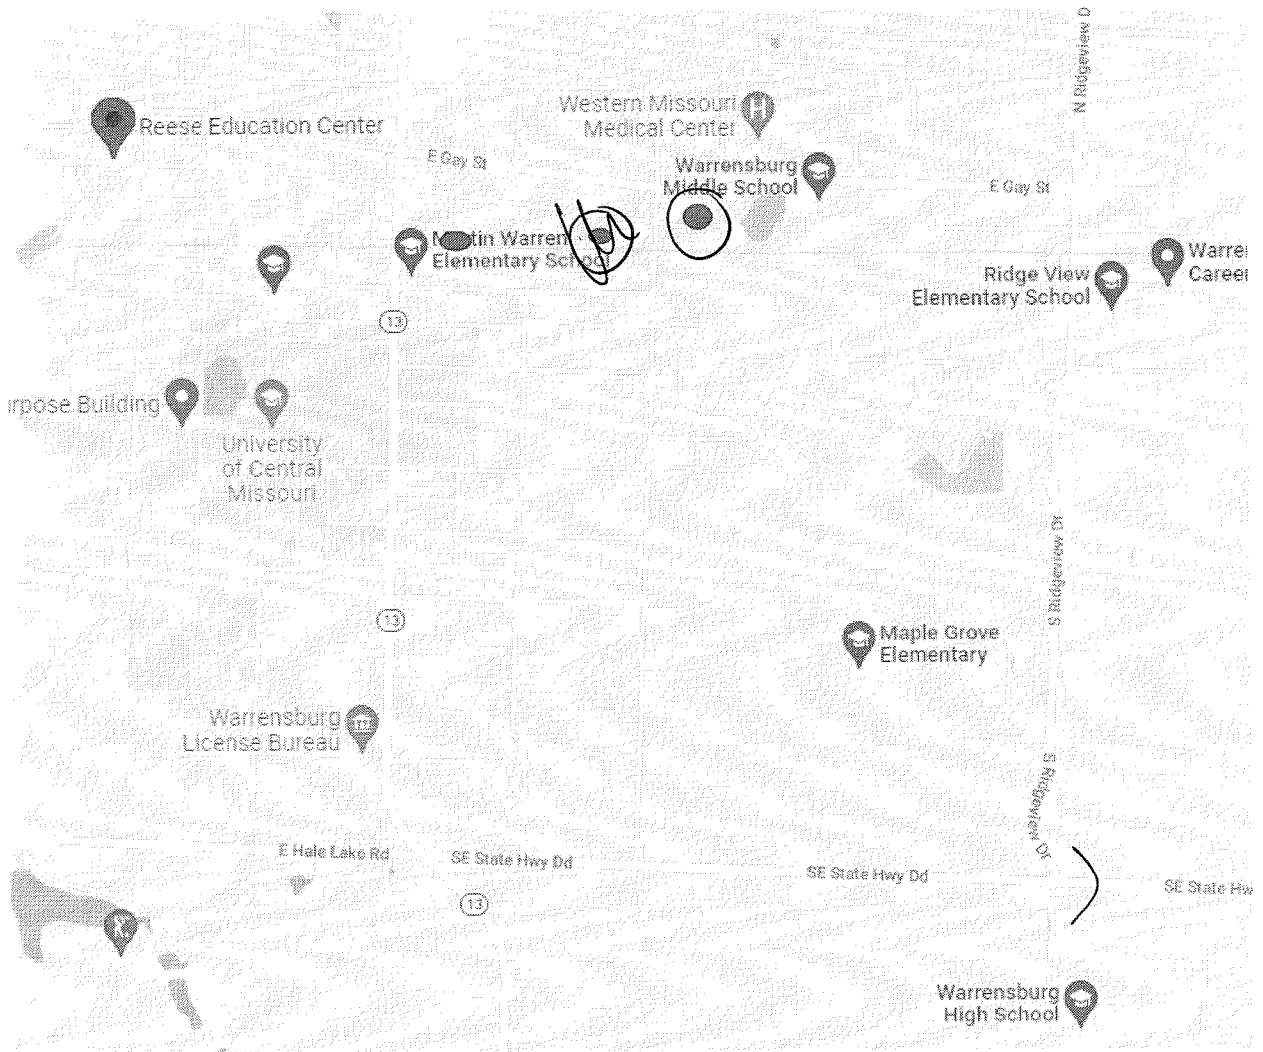 N Ridgeview D
Western Missouri
Medical Center
Reese Education Center
E Gay St
Warrensburg
Middle School
E Gay St
Warren
Elementary School
Warre
Career
Ridge View
Elementary School
13
rpose Building
University
of Central
Missouri
S Ridgeview Dr
13
Maple Grove
Elementary
Warrensburg
License Bureau
S Ridgeview Dr
E Hale Lake Rd
SE State Hwy Dd
SE State Hwy Dd
SE State Hw
13
Warrensburg
High School